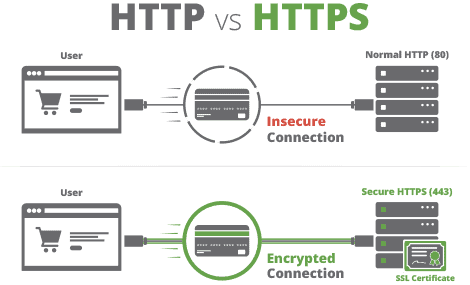 HTTP vs HTTPS
User
Normal HTTP (80)
Insecure
Connection
User
Secure HTTPS (443)
Encrypted
Connection
SSL Certificate